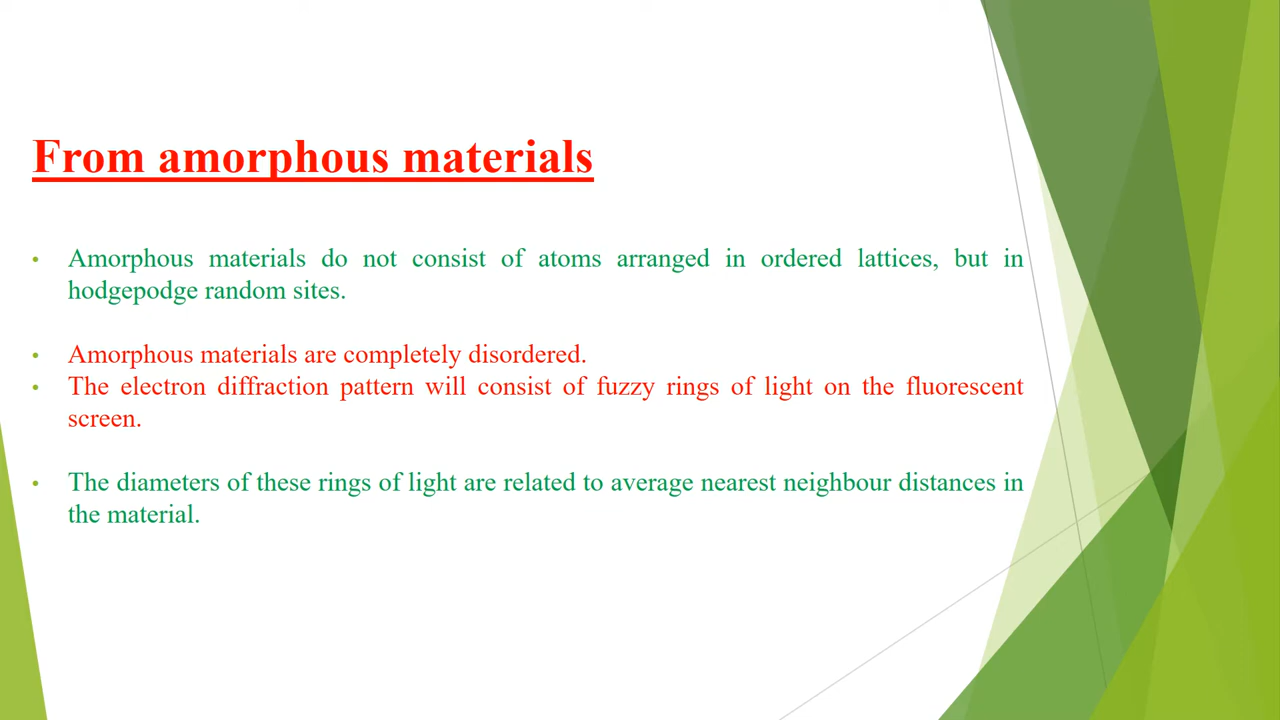 From amorphous materials
• Amorphous materials do not consist of atoms arranged in ordered lattices, but in
hodgepodge random sites.
• Amorphous materials are completely disordered.
• The electron diffraction pattern will consist of fuzzy rings of light on the fluorescent
screen.
• The diameters of these rings of light are related to average nearest neighbour distances in
the material.